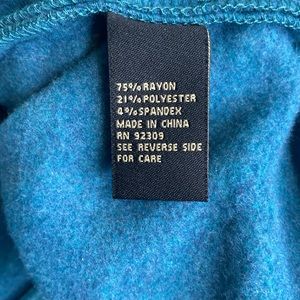 75%RAYON
21%POLYESTER
4%SPANDEX
MADE IN CHINA
RN 92309
SEE REVERSE SIDE
FOR CARE